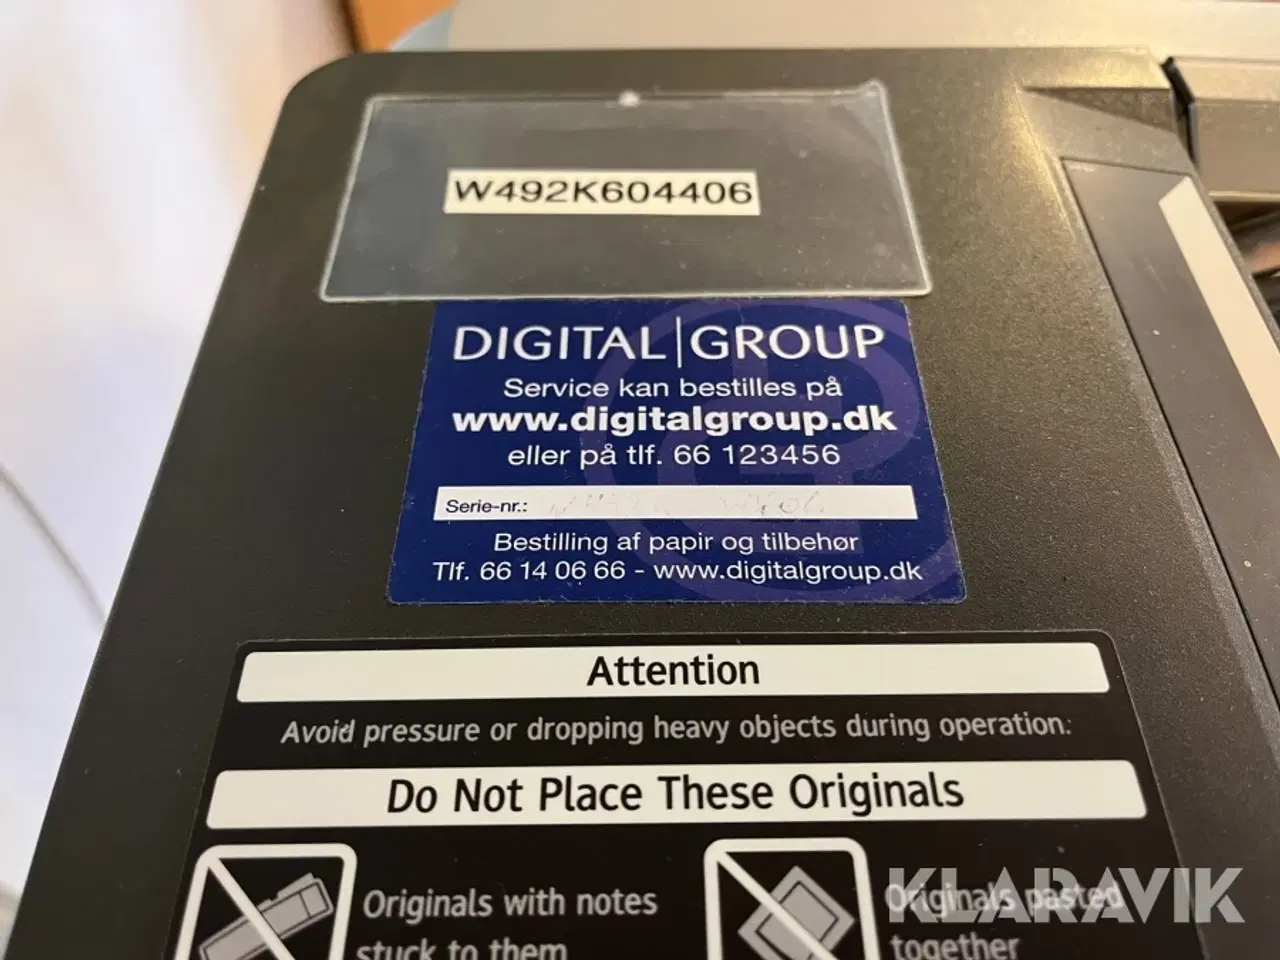 W492K604406
DIGITAL|GROUP
Service kan bestilles på
www.digitalgroup.dk
eller på tlf. 66 123456
Serie-nr.:
Bestilling af papir og tilbehør
Tlf. 66 14 06 66 - www.digitalgroup.dk
Attention
Avoid pressure or dropping heavy objects during operation.
Do Not Place These Originals
Originals with notes
stuck to them
Originals pasted
together
KLARAVIK